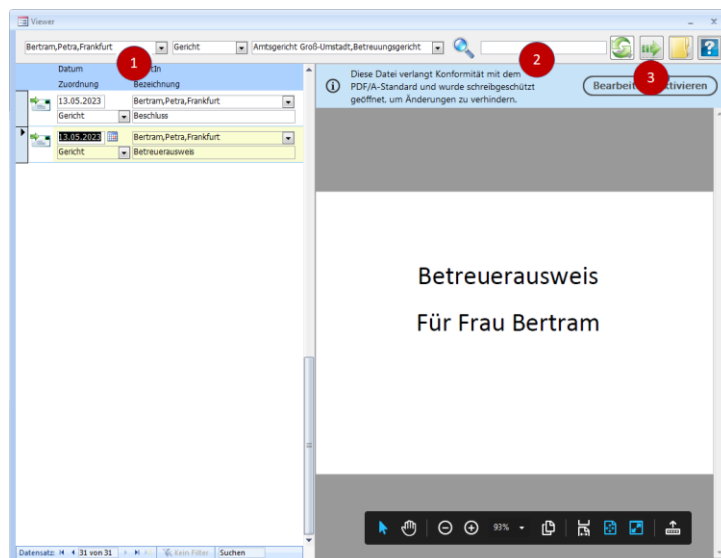 Viewer
Bertram,Petra,Frankfurt Gericht Amtsgericht Groß-Umstadt,Betreuungsgericht
1 2 3
Datum
Zuordnung Bezeichnung
13.05.2023 Bertram,Petra,Frankfurt
Gericht Beschluss
13.05.2023 Bertram,Petra,Frankfurt
Gericht Betreuerausweis
Datensatz: 31 von 31 Kein Filter Suchen
Diese Datei verlangt Konformität mit dem
PDF/A-Standard und wurde schreibgeschützt
geöffnet, um Änderungen zu verhindern.
Betreuerausweis
Für Frau Bertram
93%